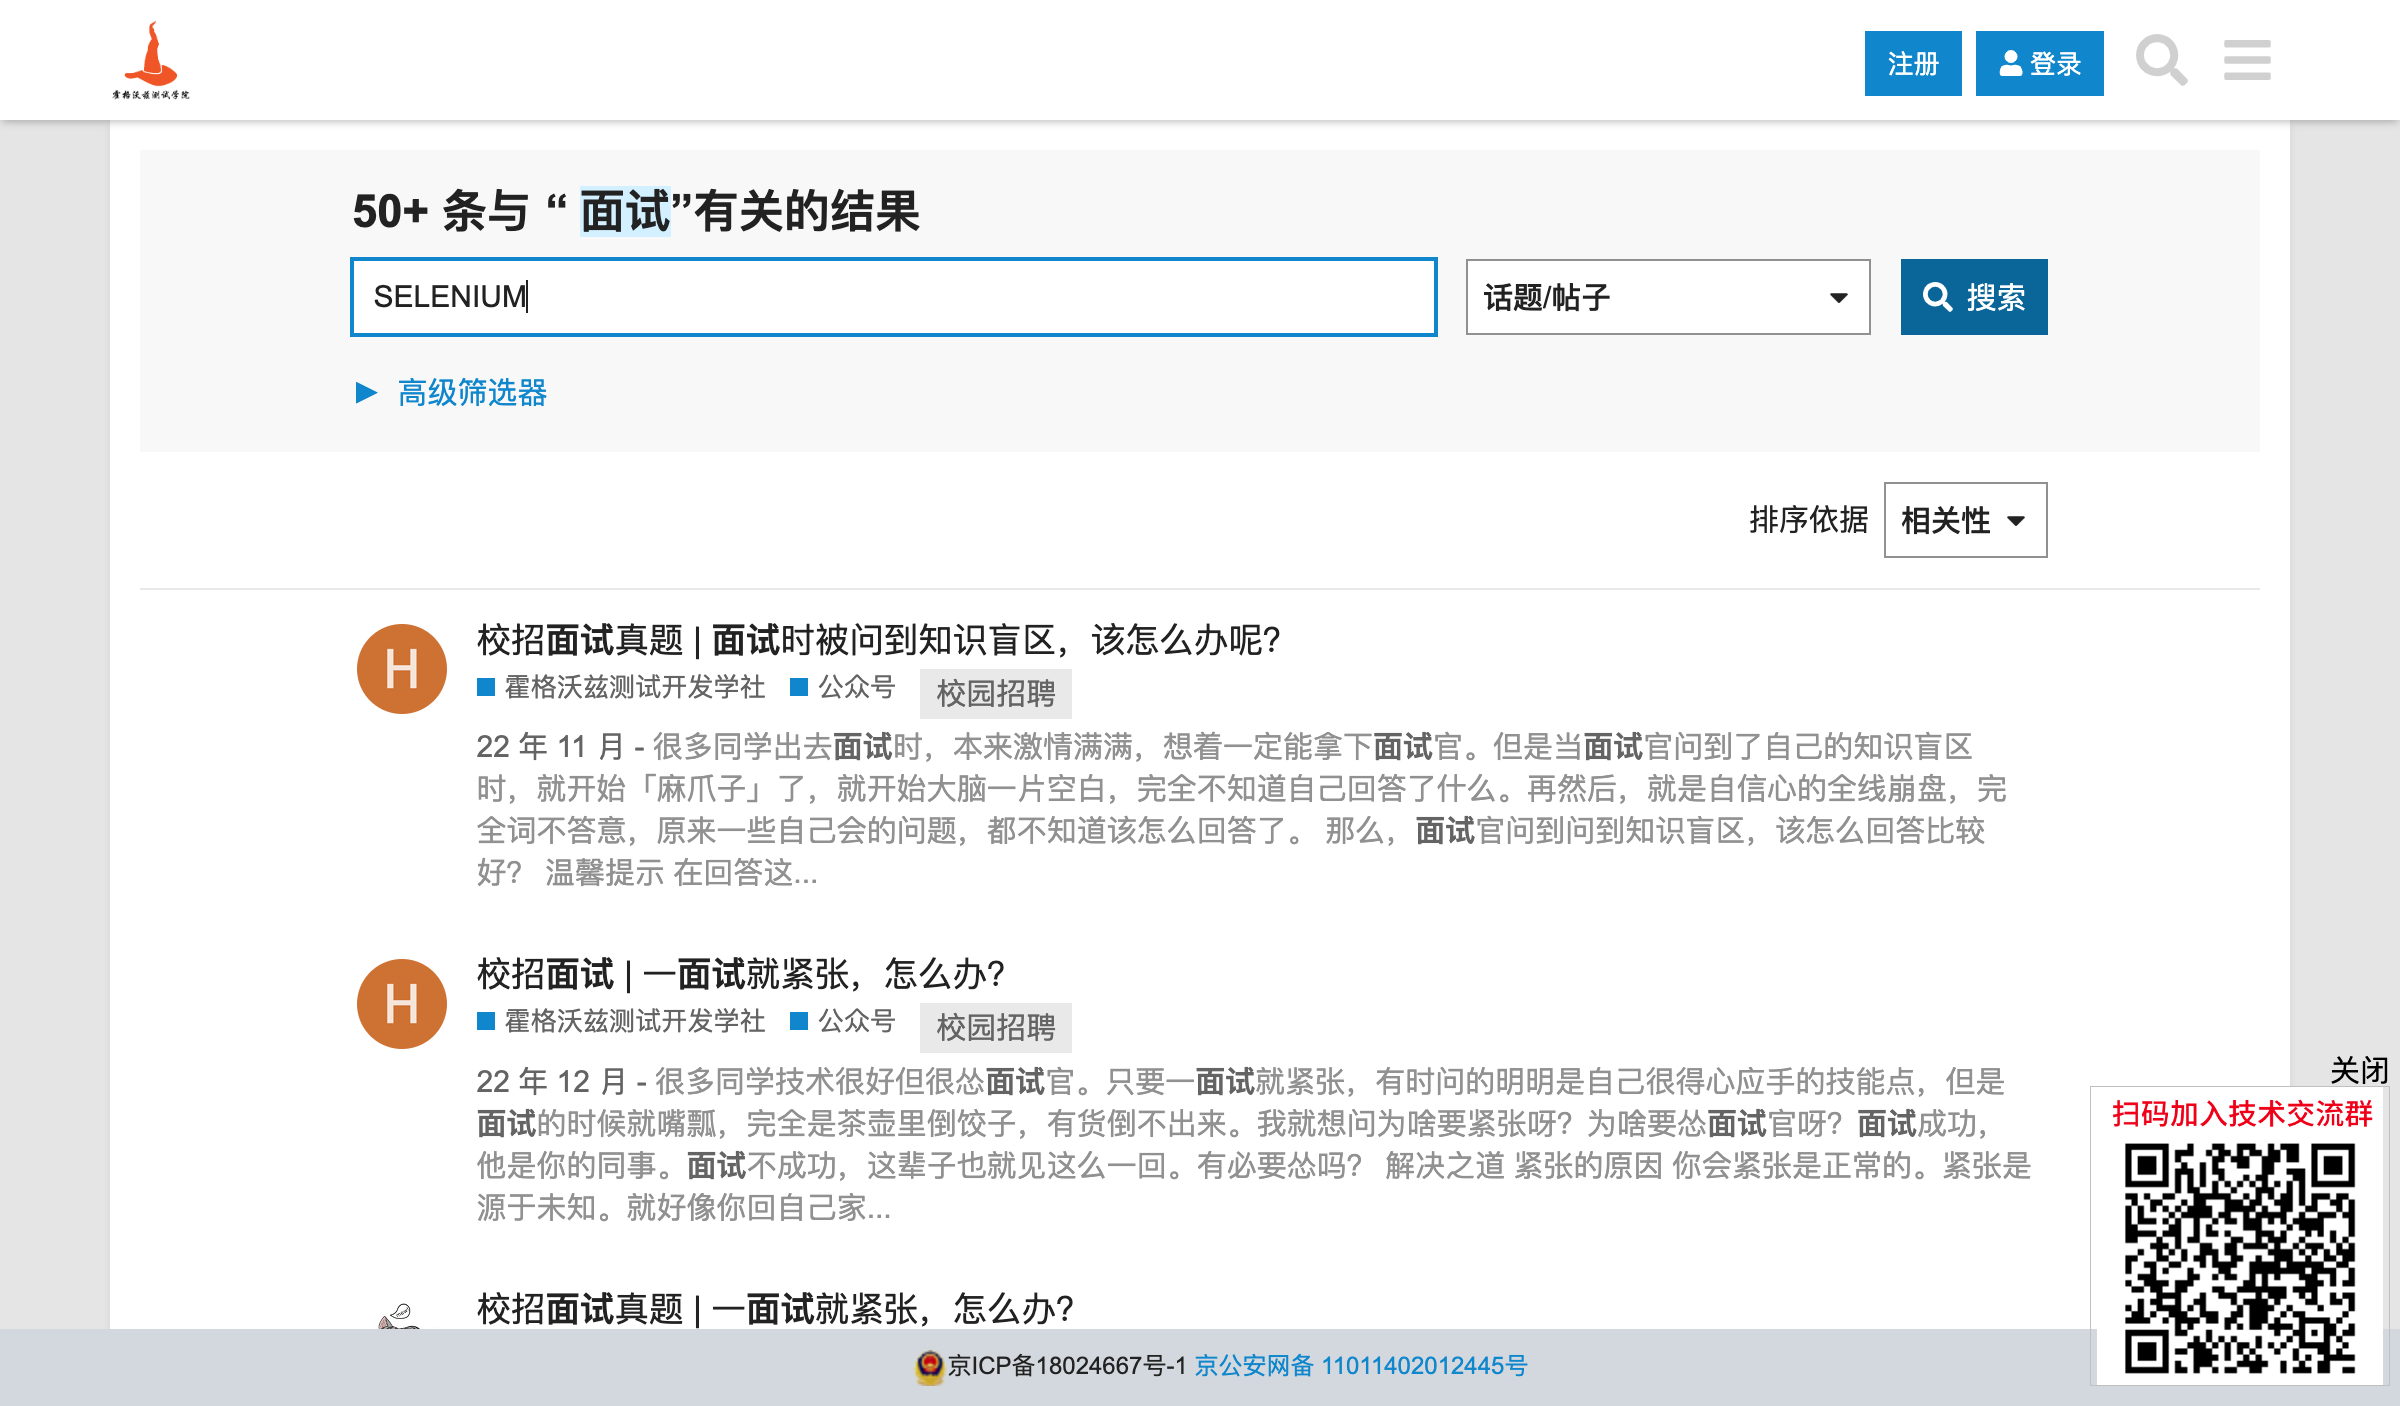 霍格沃兹测试学院
注册
登录
50+ 条与 “ 面试”有关的结果
SELENIUM
话题/帖子
搜索
高级筛选器
排序依据
相关性
H
校招面试真题 | 面试时被问到知识盲区，该怎么办呢?
霍格沃兹测试开发学社 公众号 校园招聘
22 年 11 月 - 很多同学出去面试时，本来激情满满，想着一定能拿下面试官。但是当面试官问到了自己的知识盲区
时，就开始「麻爪子」了，就开始大脑一片空白，完全不知道自己回答了什么。再然后，就是自信心的全线崩盘，完
全词不答意，原来一些自己会的问题，都不知道该怎么回答了。 那么，面试官问到问到知识盲区，该怎么回答比较
好？ 温馨提示 在回答这...
H
校招面试 | 一面试就紧张，怎么办?
霍格沃兹测试开发学社 公众号 校园招聘
22 年 12 月 - 很多同学技术很好但很怂面试官。只要一面试就紧张，有时问的明明是自己很得心应手的技能点，但是
面试的时候就嘴瓢，完全是茶壶里倒饺子，有货倒不出来。我就想问为啥要紧张呀？为啥要怂面试官呀？面试成功，
他是你的同事。面试不成功，这辈子也就见这么一回。有必要怂吗？ 解决之道 紧张的原因 你会紧张是正常的。紧张是
源于未知。就好像你回自己家...
校招面试真题 | 一面试就紧张，怎么办?
关闭
扫码加入技术交流群
京ICP备18024667号-1 京公安网备 11011402012445号